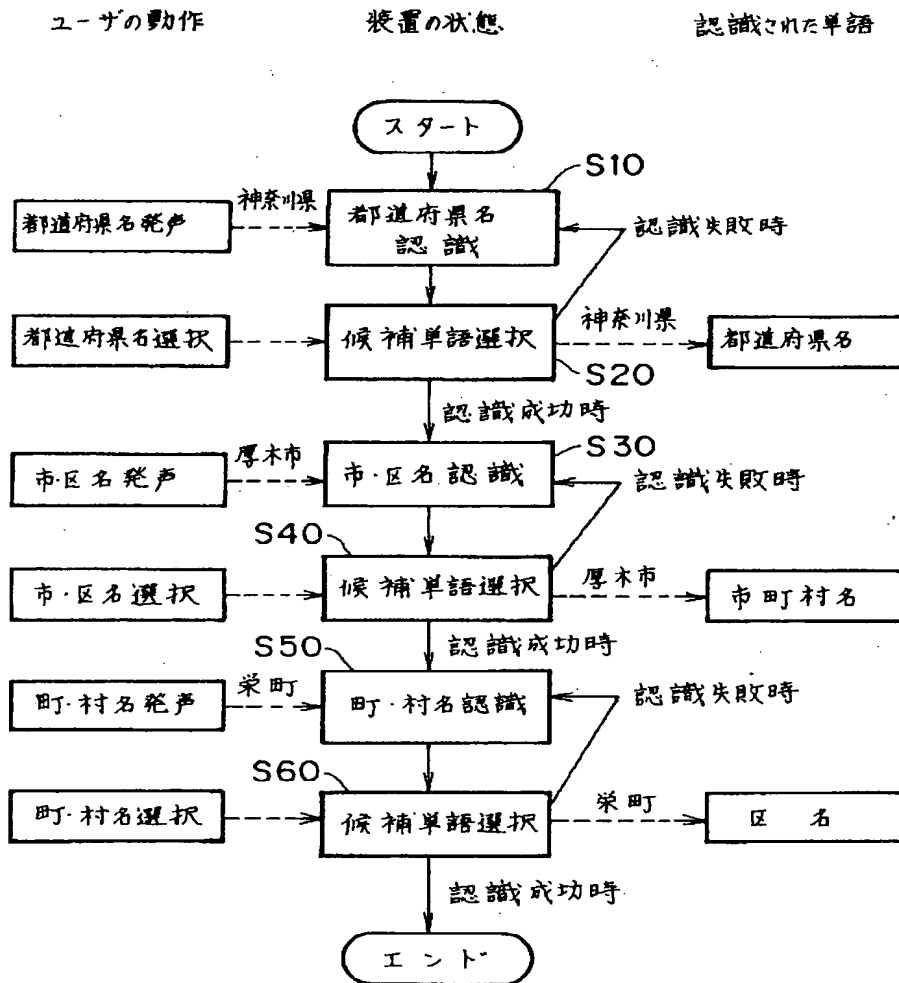 ユーザの動作 装置の状態 認識された単語
スタート
S10
都道府県名発声 神奈川県 都道府県名
認識
認識失敗時
都道府県名選択 候補単語選択 神奈川県 都道府県名
S20
認識成功時
S30
市・区名発声 厚木市 市・区名認識 認識失敗時
S40
市・区名選択 候補単語選択 厚木市 市町村名
S50 認識成功時
町・村名発声 栄町 町・村名認識 認識失敗時
S60
町・村名選択 候補単語選択 栄町 区名
認識成功時
エンド